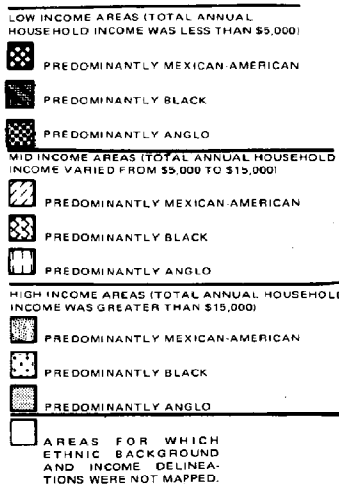 LOW INCOME AREAS (TOTAL ANNUAL
HOUSEHOLD INCOME WAS LESS THAN $5,000)
PREDOMINANTLY MEXICAN-AMERICAN
PREDOMINANTLY BLACK
PREDOMINANTLY ANGLO
MID INCOME AREAS (TOTAL ANNUAL HOUSEHOLD
INCOME VARIED FROM $5,000 TO $15,000)
PREDOMINANTLY MEXICAN-AMERICAN
PREDOMINANTLY BLACK
PREDOMINANTLY ANGLO
HIGH INCOME AREAS (TOTAL ANNUAL HOUSEHOLD
INCOME WAS GREATER THAN $15,000)
PREDOMINANTLY MEXICAN-AMERICAN
PREDOMINANTLY BLACK
PREDOMINANTLY ANGLO
AREAS FOR WHICH
ETHNIC BACKGROUND
AND INCOME DELINEA-
TIONS WERE NOT MAPPED.